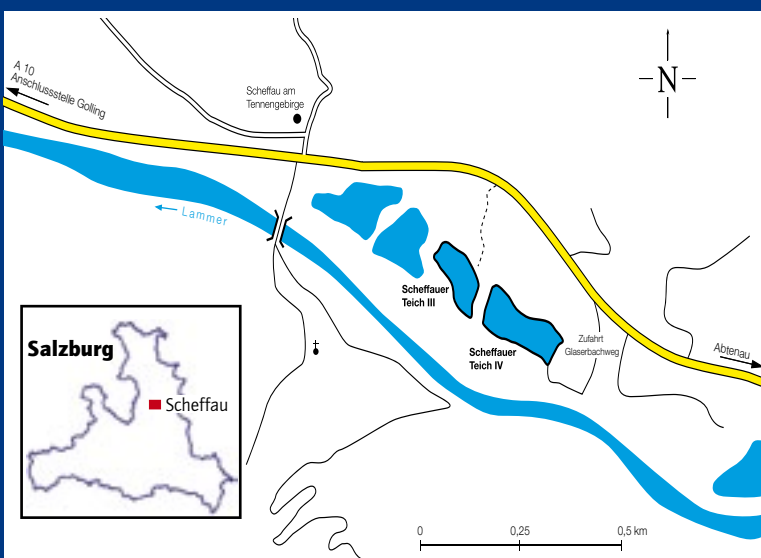 A 10
Anschlussstelle Golling
Scheffau am
Tennengebirge
N
Lammer
Scheffauer
Teich III
Scheffauer
Teich IV
Zufahrt
Glaserbachweg
Abtenau
Salzburg
Scheffau
0 0,25 0,5 km